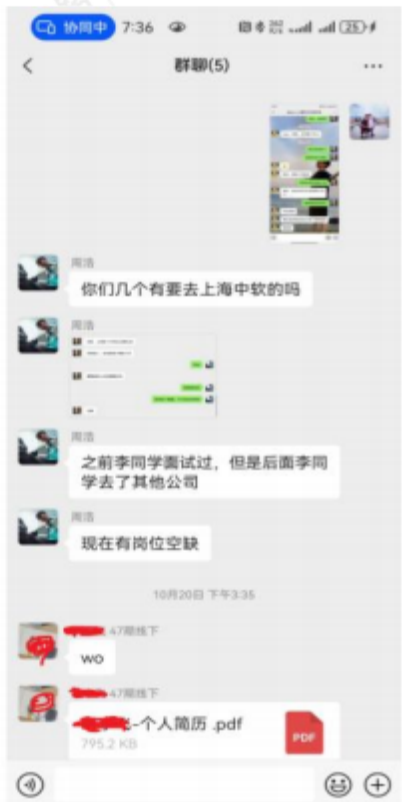 协同中 7:36
25
群聊(5)
周浩
你们几个有要去上海中软的吗
周浩
周浩
之前李同学面试过，但是后面李同
学去了其他公司
周浩
现在有岗位空缺
10月20日 下午3:35
47期线下
wo
47期线下
-个人简历 .pdf
795.2 KB
PDF